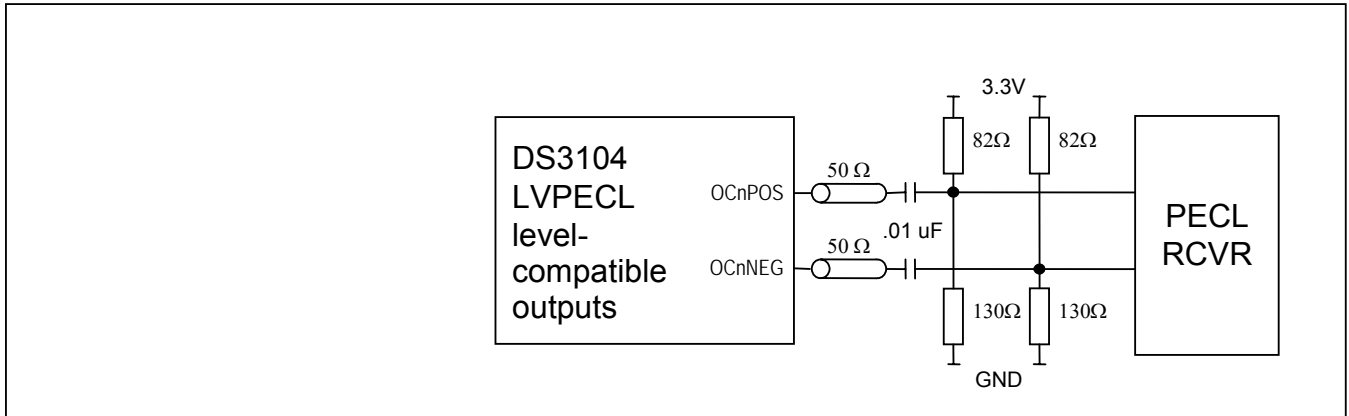 3.3V
82Ω
82Ω
DS3104
LVPECL
level-
compatible
outputs
50 Ω
OCnPOS
.01 uF
50 Ω
OCnNEG
PECL
RCVR
130Ω
130Ω
GND